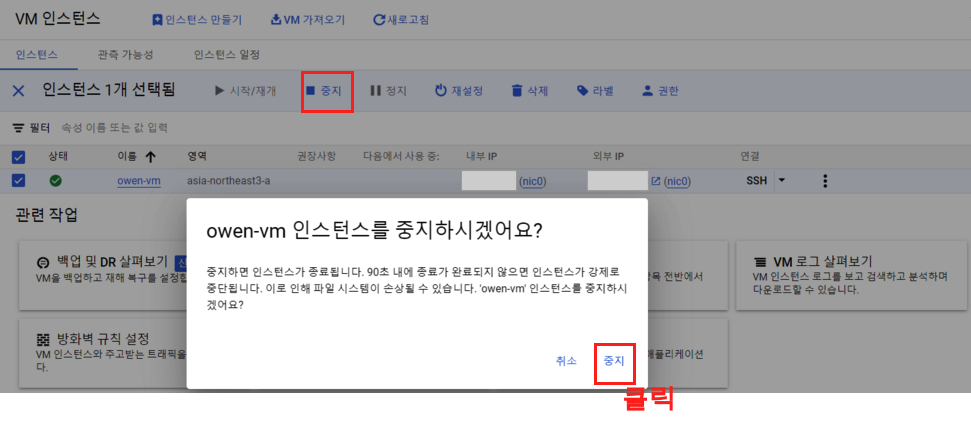 VM 인스턴스 인스턴스 만들기 VM 가져오기 새로고침
인스턴스 관측 가능성 인스턴스 일정
인스턴스 1개 선택됨 시작/재개 중지 정지 재설정 삭제 라벨 권한
필터 속성 이름 또는 값 입력
상태 이름 영역 권장사항 다음에서 사용 중: 내부 IP 외부 IP 연결
owen-vm asia-northeast3-a (nic0) (nic0) SSH
관련 작업
백업 및 DR 살펴보기
VM을 백업하고 재해 복구를 설정
owen-vm 인스턴스를 중지하시겠어요?
중지하면 인스턴스가 종료됩니다. 90초 내에 종료가 완료되지 않으면 인스턴스가 강제로
중단됩니다. 이로 인해 파일 시스템이 손상될 수 있습니다. 'owen-vm' 인스턴스를 중지하시
겠어요?
취소 중지
클릭
전반에서
VM 로그 살펴보기
VM 인스턴스 로그를 보고 검색하고 분석하며
다운로드할 수 있습니다.
방화벽 규칙 설정
VM 인스턴스와 주고받는 트래픽을
다.
애플리케이션